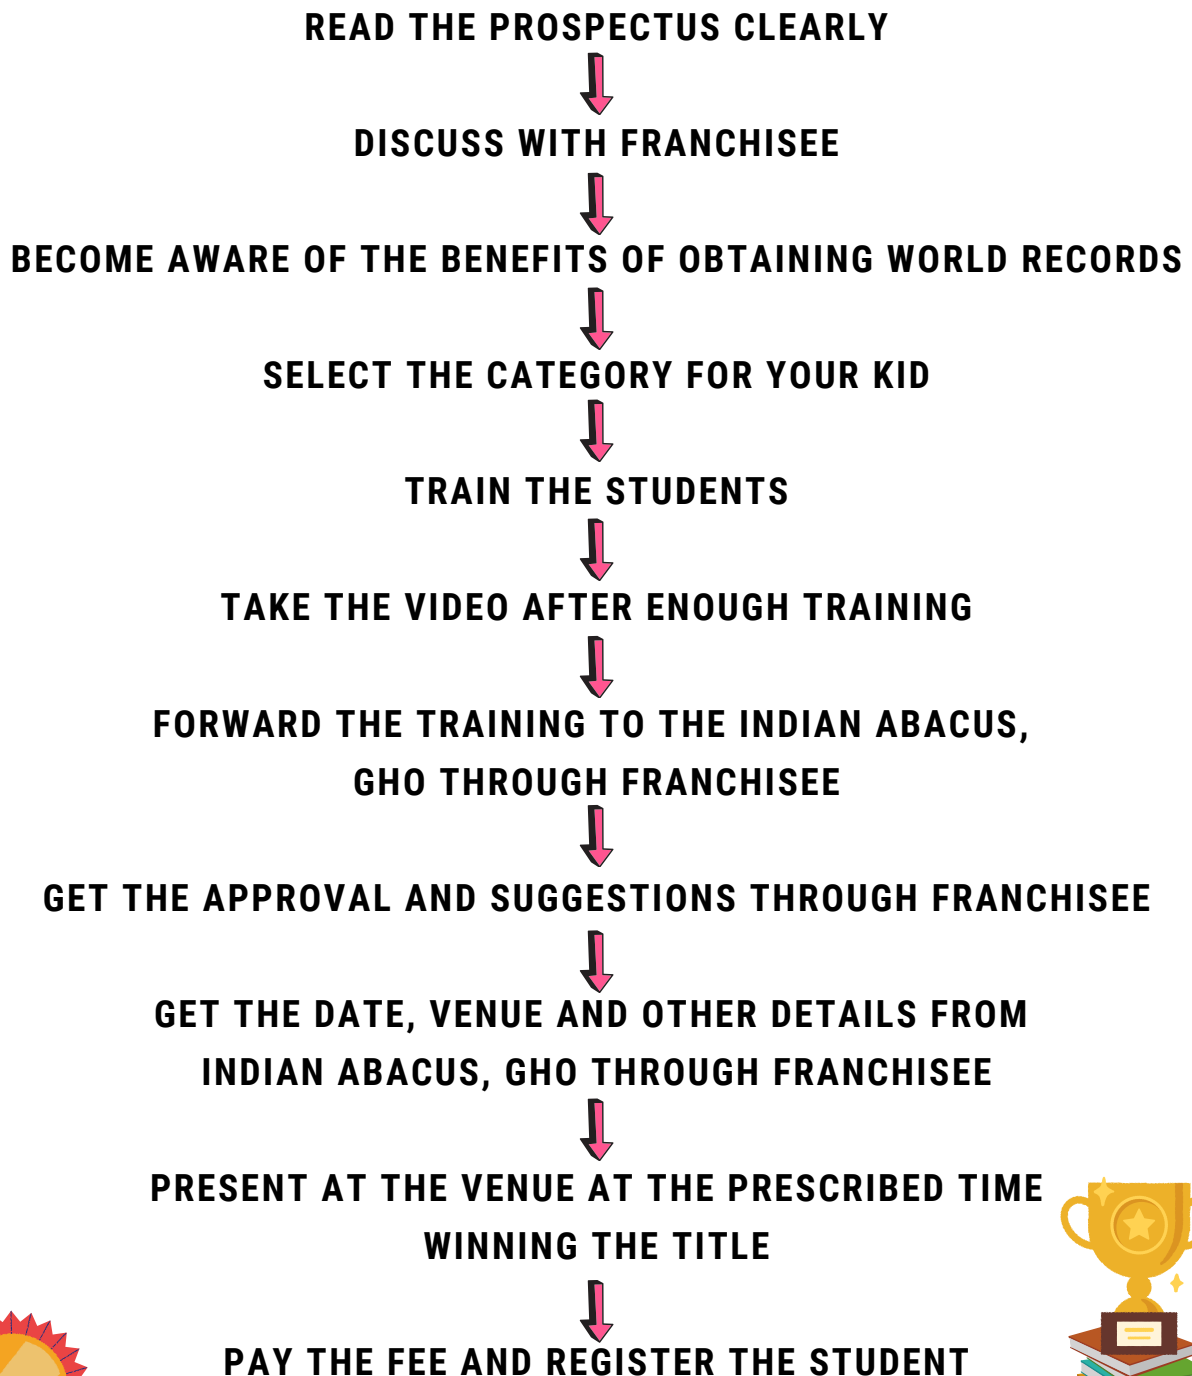 READ THE PROSPECTUS CLEARLY
DISCUSS WITH FRANCHISEE
BECOME AWARE OF THE BENEFITS OF OBTAINING WORLD RECORDS
SELECT THE CATEGORY FOR YOUR KID
TRAIN THE STUDENTS
TAKE THE VIDEO AFTER ENOUGH TRAINING
FORWARD THE TRAINING TO THE INDIAN ABACUS,
GHO THROUGH FRANCHISEE
GET THE APPROVAL AND SUGGESTIONS THROUGH FRANCHISEE
GET THE DATE, VENUE AND OTHER DETAILS FROM
INDIAN ABACUS, GHO THROUGH FRANCHISEE
PRESENT AT THE VENUE AT THE PRESCRIBED TIME
WINNING THE TITLE
PAY THE FEE AND REGISTER THE STUDENT